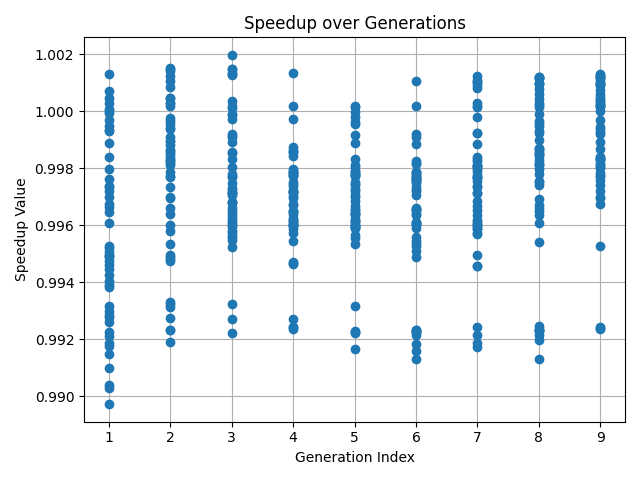 Speedup over Generations
Speedup Value
1.002
1.000
0.998
0.996
0.994
0.992
0.990
1 2 3 4 5 6 7 8 9
Generation Index